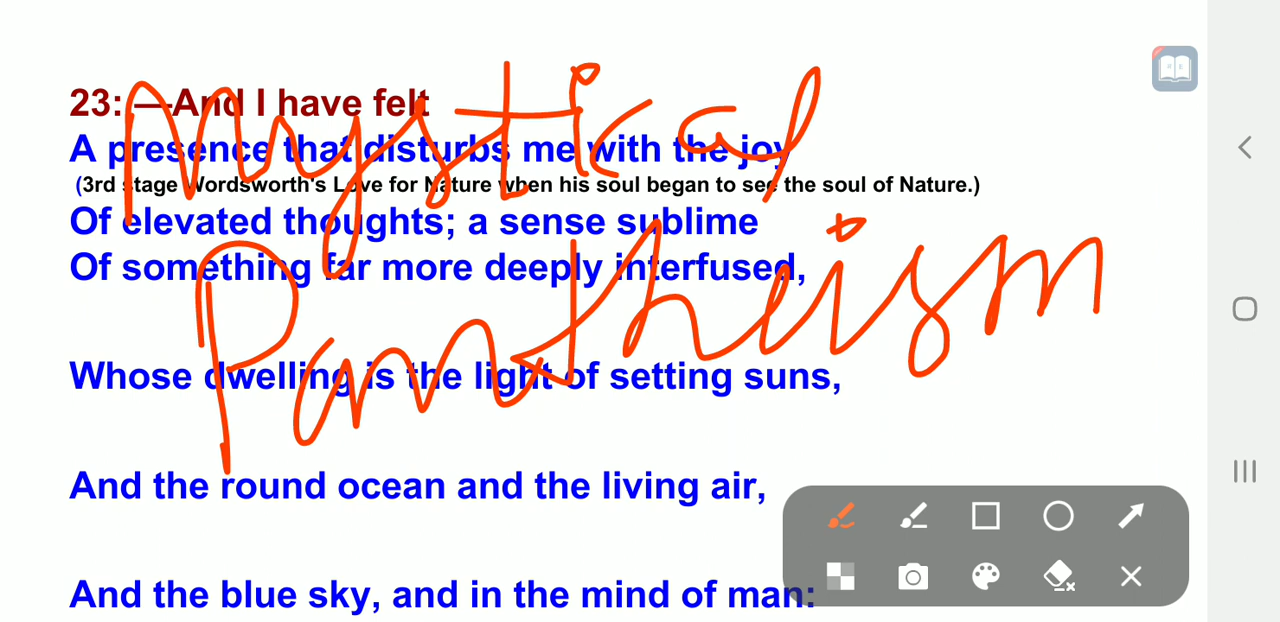 23: —And I have felt
Mystical
A presence that disturbs me with the joy
(3rd stage Wordsworth's Love for Nature when his soul began to see the soul of Nature.)
Of elevated thoughts; a sense sublime
Of something far more deeply interfused,
Pantheism
Whose dwelling is the light of setting suns,
And the round ocean and the living air,
And the blue sky, and in the mind of man: